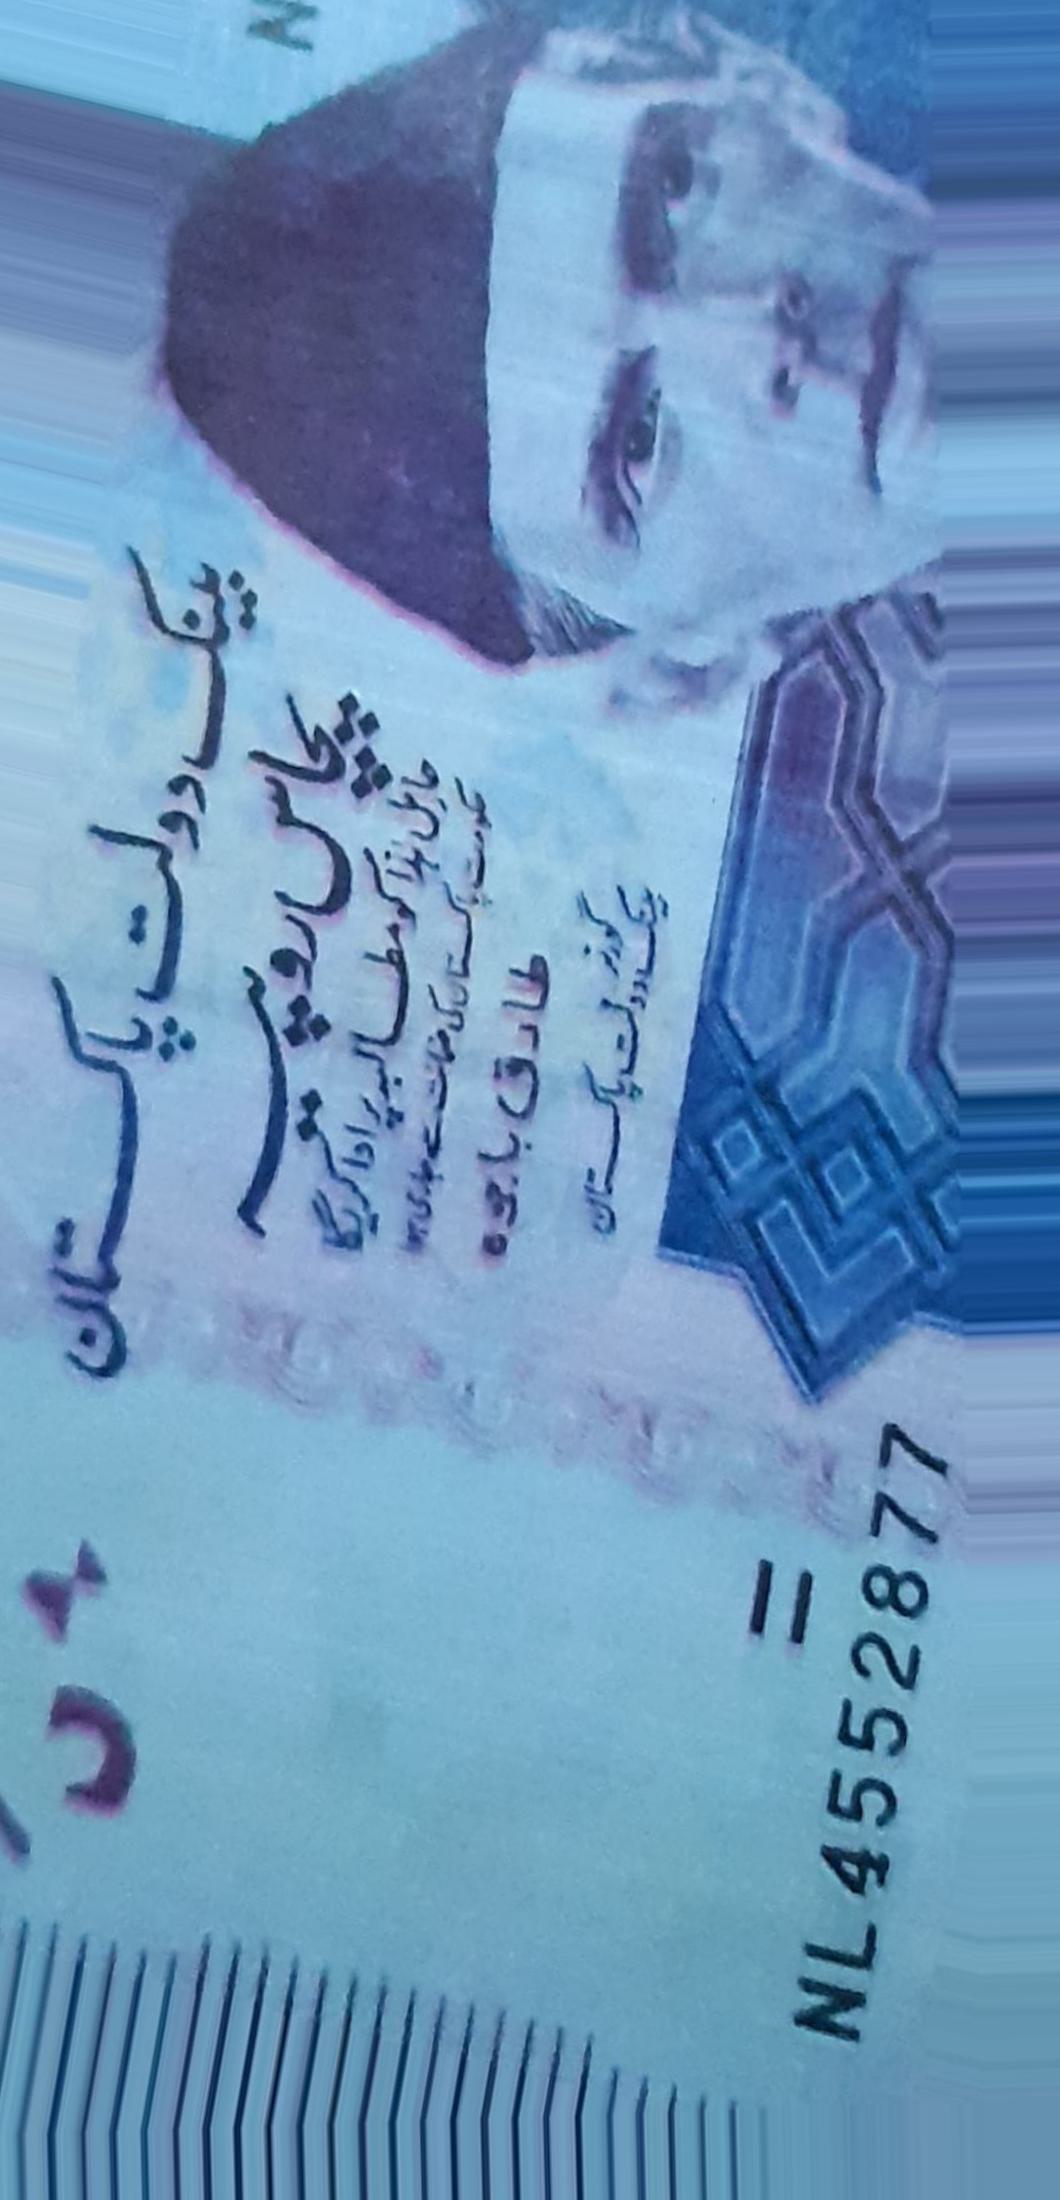 بینک دولت پاکستان
پچاس روپیہ
حامل ہٰذا کو مطالبہ پر ادا کریگا
حکومت پاکستان کی ضمانت سے جاری ہوا
طارق باجوہ
گورنر
بینک دولت پاکستان
NL4552877